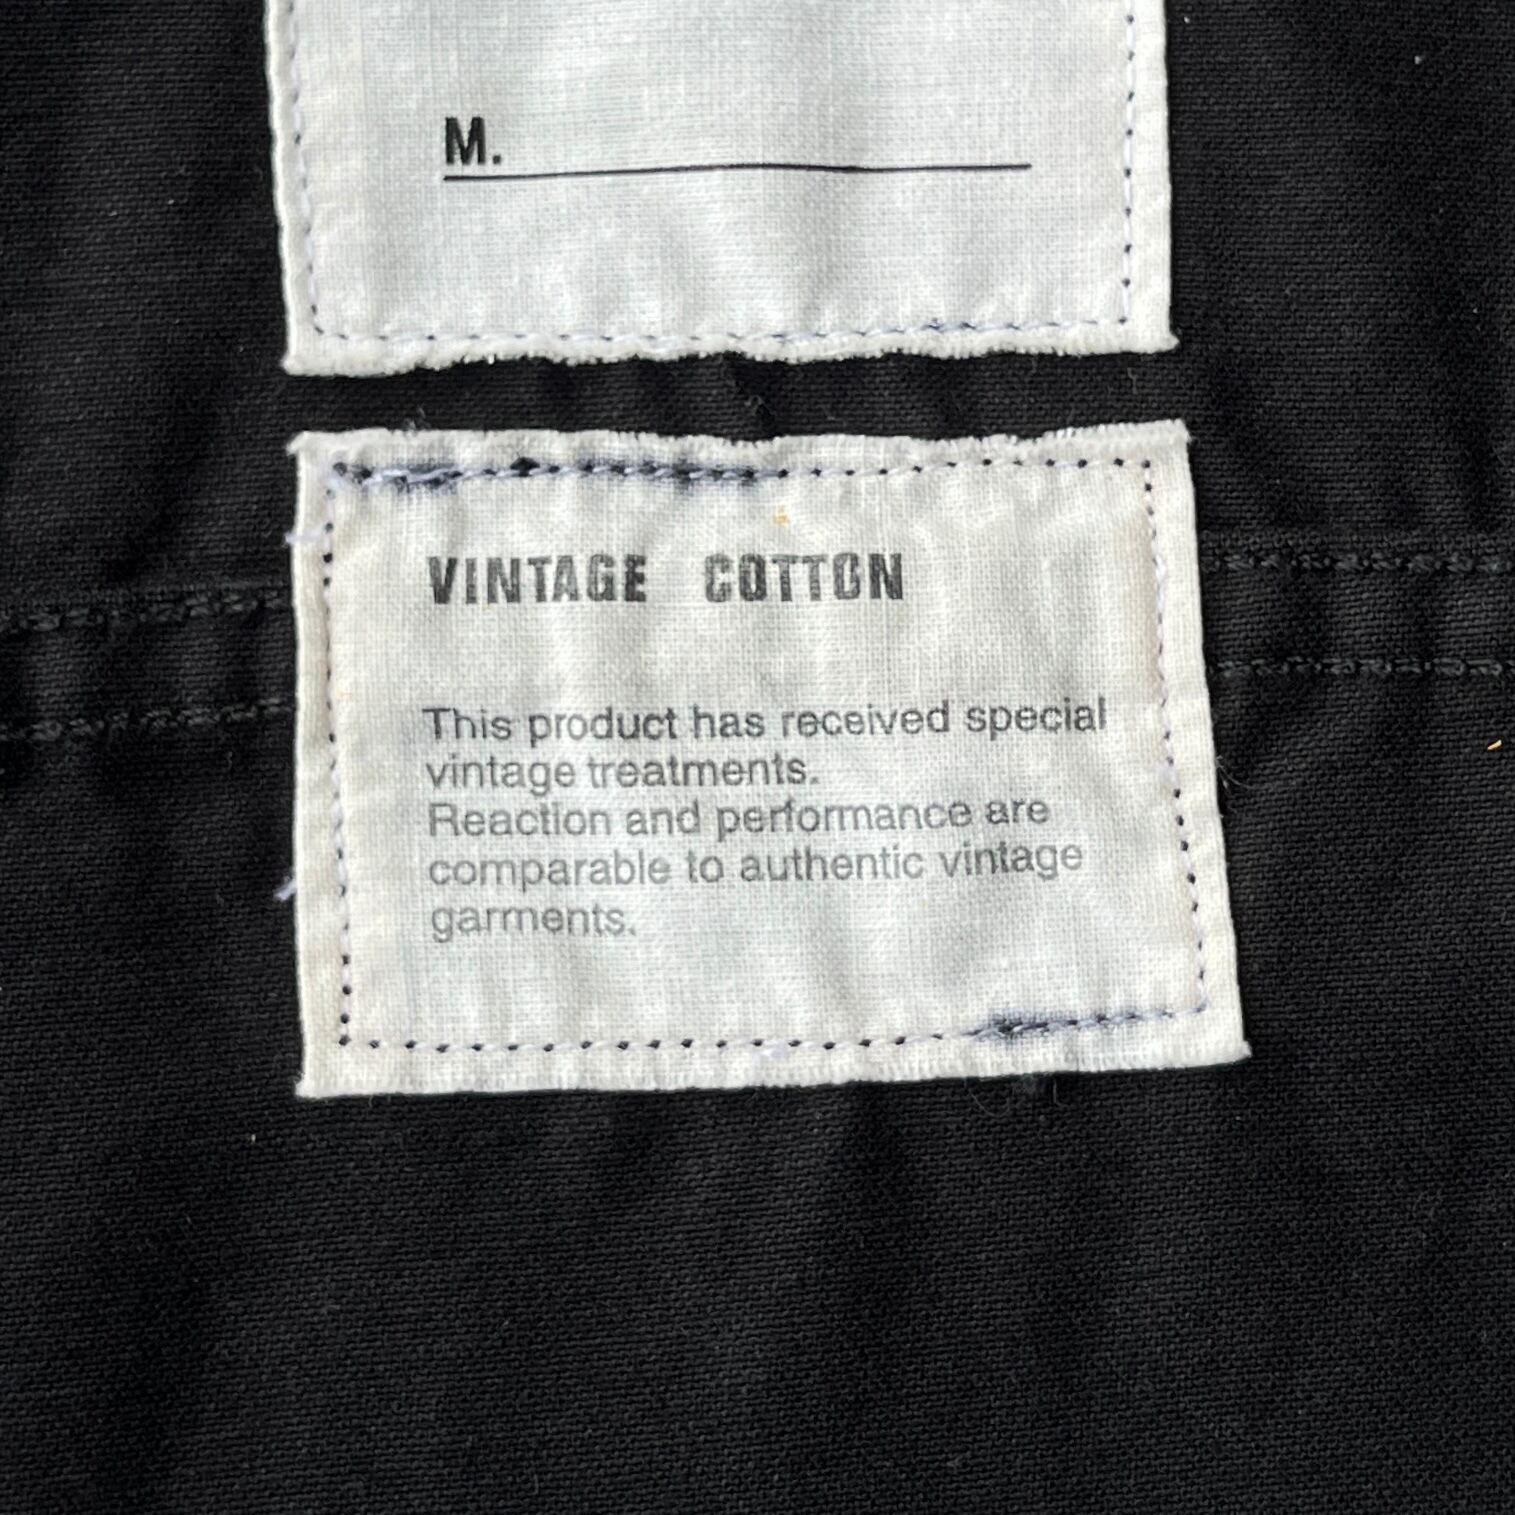 M.
VINTAGE COTTON
This product has received special
vintage treatments.
Reaction and performance are
comparable to authentic vintage
garments.